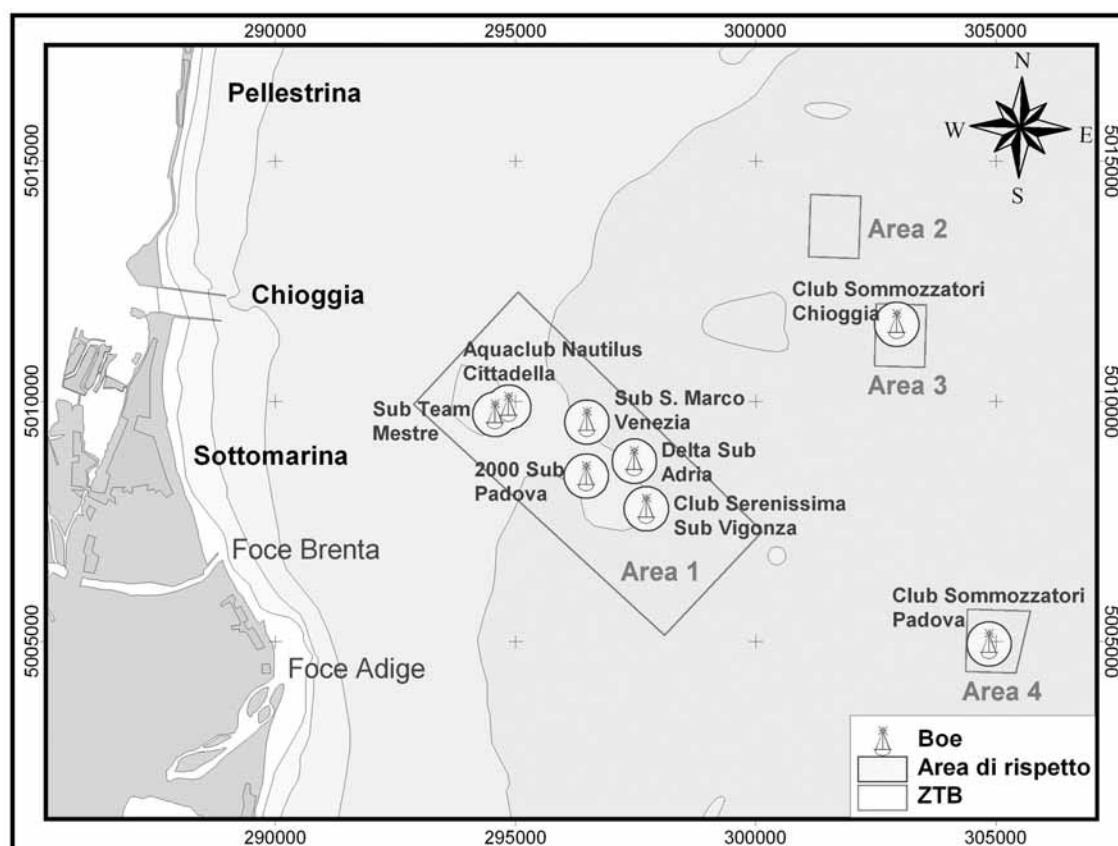 290000 295000 300000 305000
N
W E
S
Pellestrina
5015000 5015000
Area 2
Chioggia
Club Sommozzatori
Chioggia
Area 3
Aquaclub Nautilus
Cittadella
Sub Team
Mestre
Sub S. Marco
Venezia
5010000 5010000
Sottomarina
2000 Sub
Padova
Delta Sub
Adria
Club Serenissima
Sub Vigonza
Foce Brenta
Area 1
Club Sommozzatori
Padova
5005000 5005000
Foce Adige
Area 4
Boe
Area di rispetto
ZTB
290000 295000 300000 305000